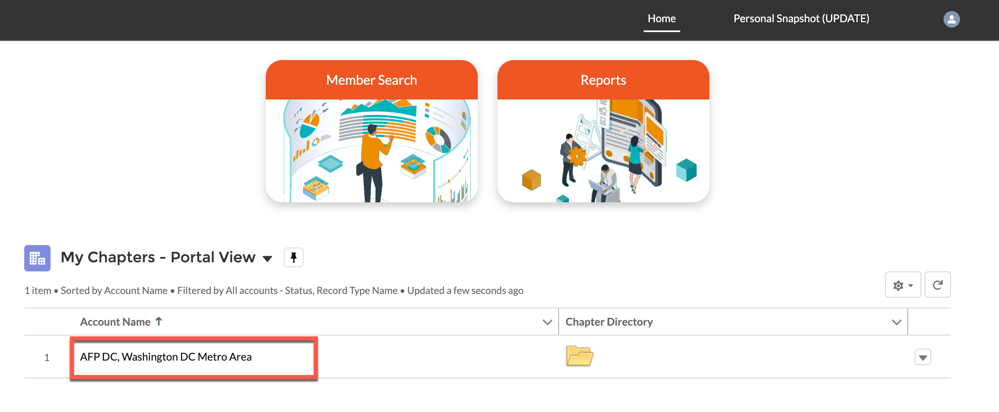 Home
Personal Snapshot (UPDATE)
Member Search
Reports
My Chapters - Portal View
1 item • Sorted by Account Name • Filtered by All accounts - Status, Record Type Name • Updated a few seconds ago
Account Name
Chapter Directory
1
AFP DC, Washington DC Metro Area